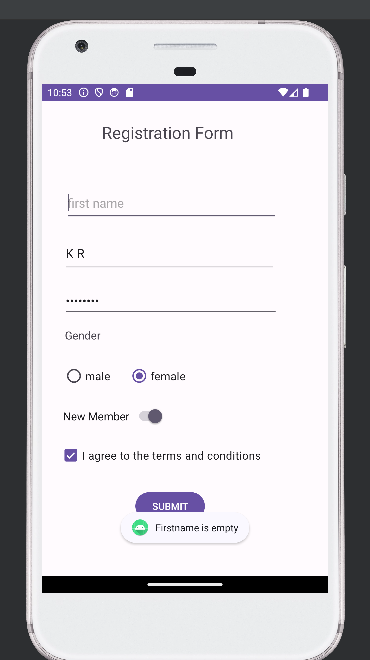 10:53
Registration Form
first name
K R
••••••••
Gender
male female
New Member
I agree to the terms and conditions
SUBMIT
Firstname is empty